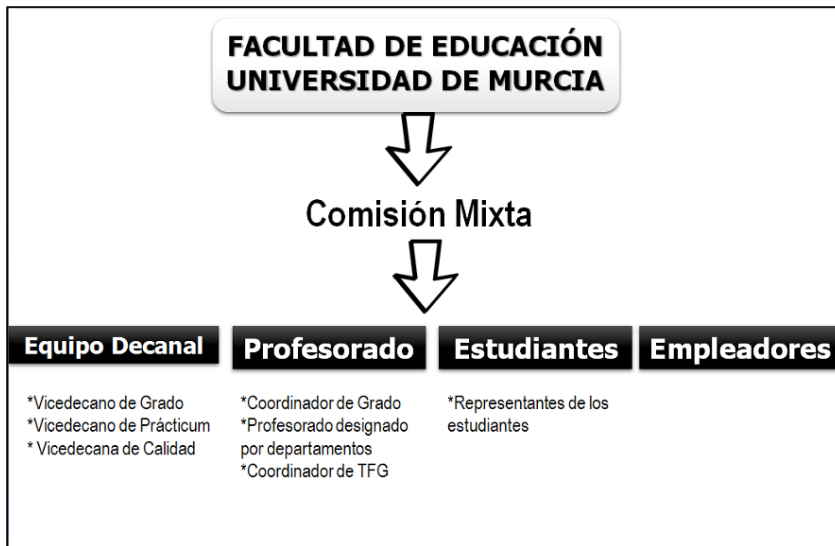 FACULTAD DE EDUCACIÓN
UNIVERSIDAD DE MURCIA
Comisión Mixta
Equipo Decanal
*Vicedecano de Grado
*Vicedecano de Prácticum
* Vicedecana de Calidad
Profesorado
*Coordinador de Grado
*Profesorado designado
por departamentos
*Coordinador de TFG
Estudiantes
*Representantes de los
estudiantes
Empleadores